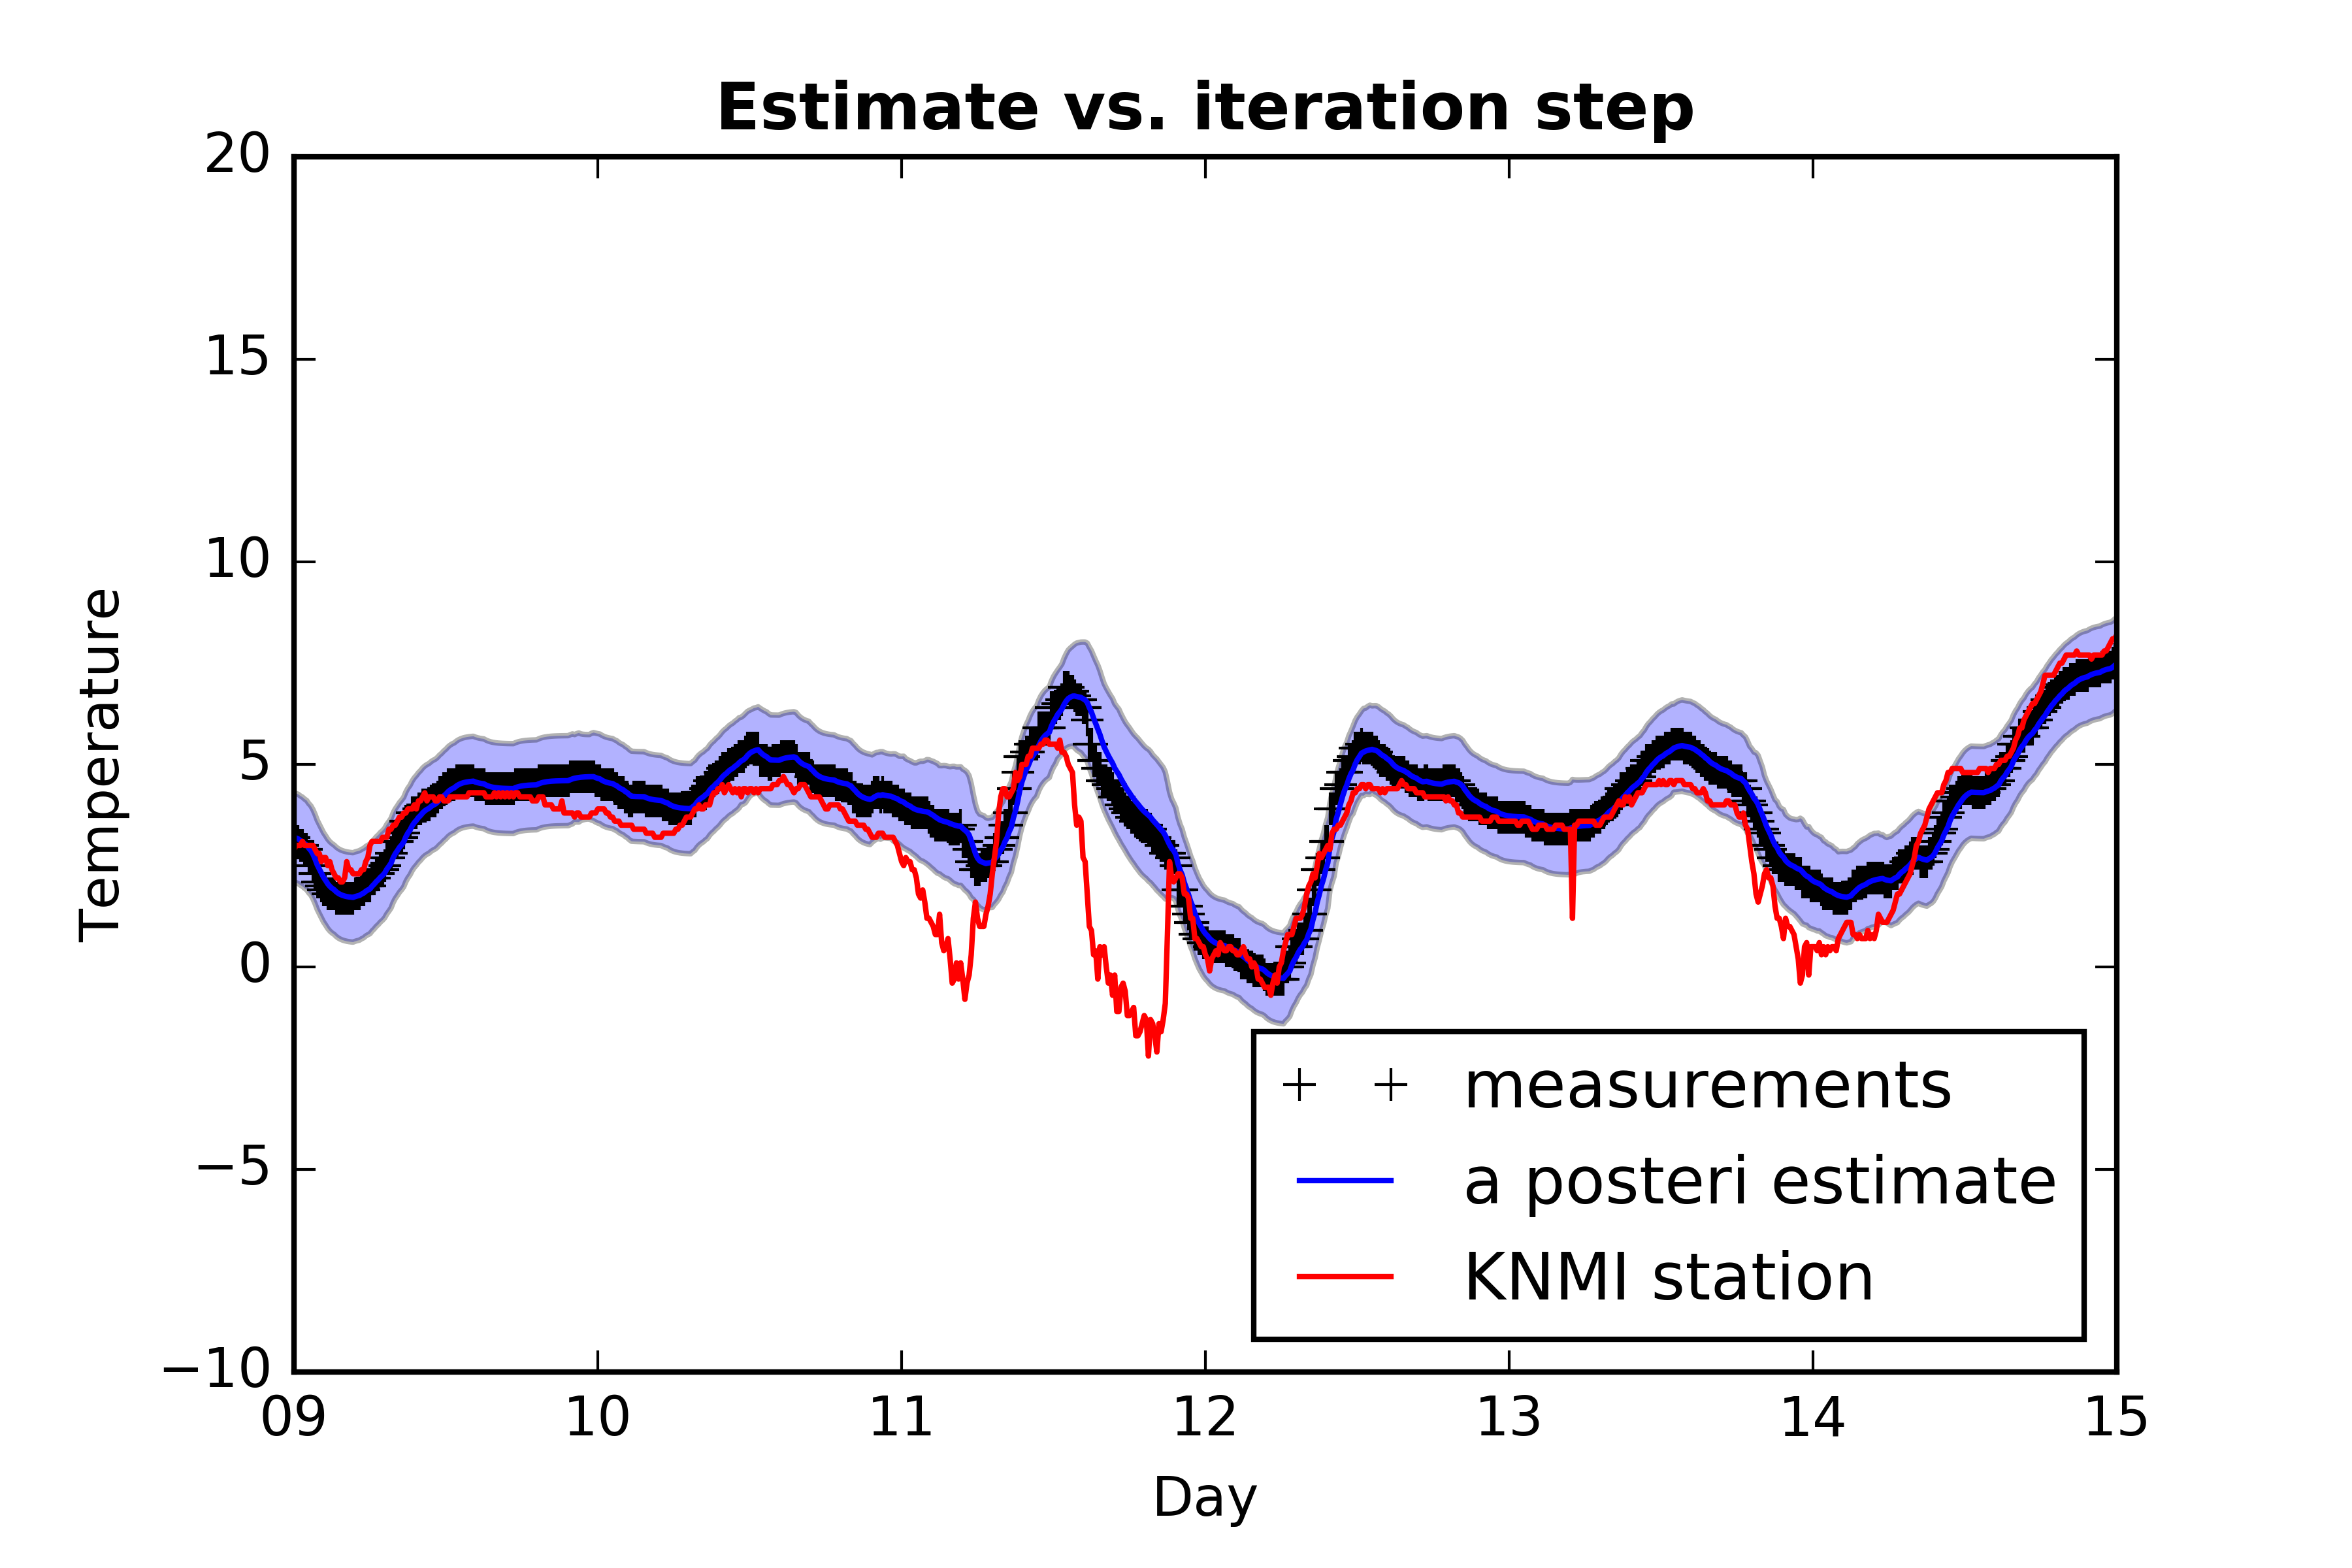 Estimate vs. iteration step
20
15
10
5
0
−5
−10
Temperature
measurements
a posteri estimate
KNMI station
09 10 11 12 13 14 15
Day